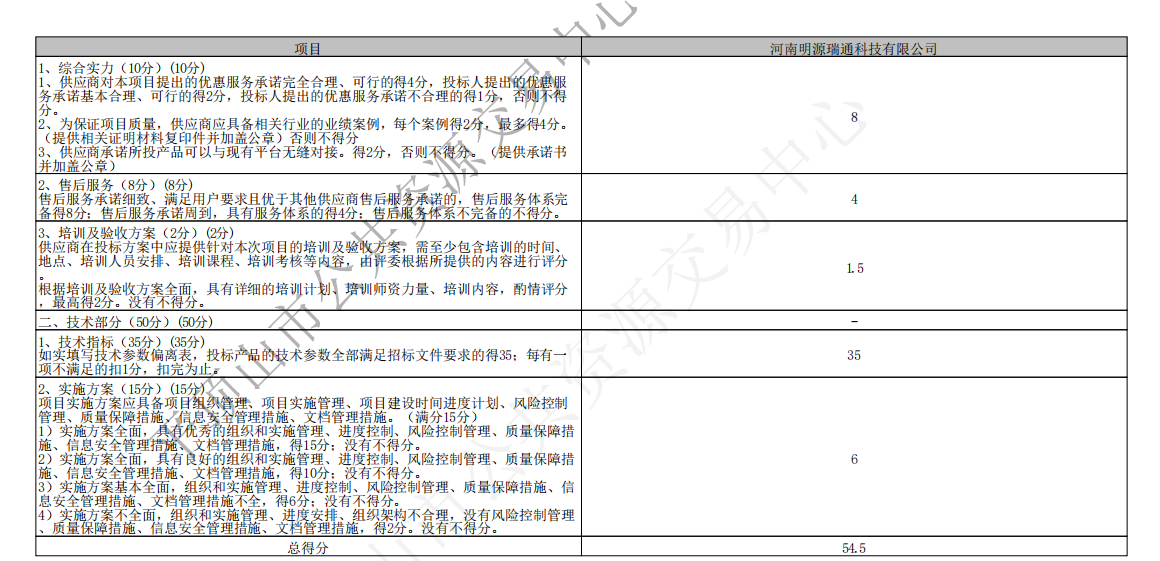 项目
河南明源瑞通科技有限公司
1、综合实力（10分）(10分)
1、供应商对本项目提出的优惠服务承诺完全合理、可行的得4分，投标人提出的优惠服
务承诺基本合理、可行的得2分，投标人提出的优惠服务承诺不合理的得1分，否则不得
分。
2、为保证项目质量，供应商应具备相关行业的业绩案例，每个案例得2分，最多得4分。
（提供相关证明材料复印件并加盖公章）否则不得分
3、供应商承诺所投产品可以与现有平台无缝对接。得2分，否则不得分。（提供承诺书
并加盖公章）
8
2、售后服务（8分）(8分)
售后服务承诺细致、满足用户要求且优于其他供应商售后服务承诺的，售后服务体系完
备得8分；售后服务承诺周到，具有服务体系的得4分；售后服务体系不完备的不得分。
4
3、培训及验收方案（2分）(2分)
供应商在投标方案中应提供针对本次项目的培训及验收方案，需至少包含培训的时间、
地点、培训人员安排、培训课程、培训考核等内容，由评委根据所提供的内容进行评分
。
根据培训及验收方案全面，具有详细的培训计划、培训师资力量、培训内容，酌情评分
，最高得2分。没有不得分。
1.5
二、技术部分（50分）(50分)
-
1、技术指标（35分）(35分)
如实填写技术参数偏离表，投标产品的技术参数全部满足招标文件要求的得35；每有一
项不满足的扣1分，扣完为止。
35
2、实施方案（15分）(15分)
项目实施方案应具备项目组织管理、项目实施管理、项目建设时间进度计划、风险控制
管理、质量保障措施、信息安全管理措施、文档管理措施。（满分15分）
1）实施方案全面，具有优秀的组织和实施管理、进度控制、风险控制管理、质量保障措
施、信息安全管理措施、文档管理措施，得15分；没有不得分。
2）实施方案全面，具有良好的组织和实施管理、进度控制、风险控制管理、质量保障措
施、信息安全管理措施、文档管理措施，得10分；没有不得分。
3）实施方案基本全面，组织和实施管理、进度控制、风险控制管理、质量保障措施、信
息安全管理措施、文档管理措施不全，得6分；没有不得分。
4）实施方案不全面，组织和实施管理、进度安排、组织架构不合理，没有风险控制管理
、质量保障措施、信息安全管理措施、文档管理措施，得2分。没有不得分。
6
总得分
54.5
平顶山市公共资源交易中心
山市公共资源交易中心